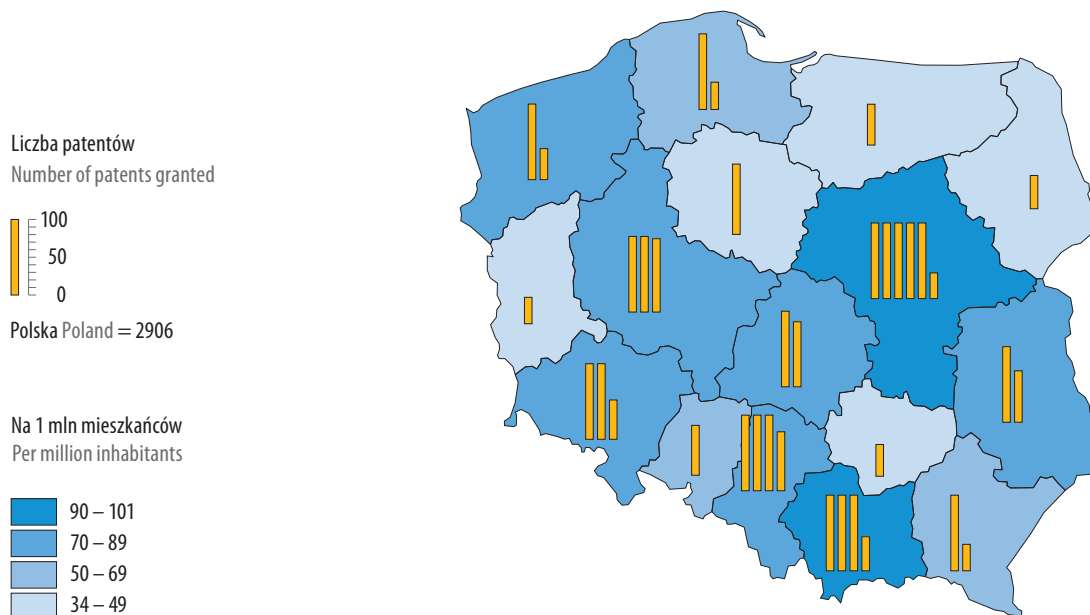 Liczba patentów
Number of patents granted
100
50
0
Polska Poland = 2906
Na 1 mln mieszkańców
Per million inhabitants
90 – 101
70 – 89
50 – 69
34 – 49